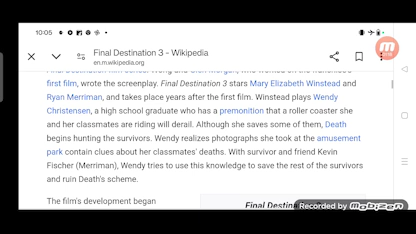 10:05
Final Destination 3 - Wikipedia
en.m.wikipedia.org
first film, wrote the screenplay. Final Destination 3 stars Mary Elizabeth Winstead and
Ryan Merriman, and takes place years after the first film. Winstead plays Wendy
Christensen, a high school graduate who has a premonition that a roller coaster she
and her classmates are riding will derail. Although she saves some of them, Death
begins hunting the survivors. Wendy realizes photographs she took at the amusement
park contain clues about her classmates' deaths. With survivor and friend Kevin
Fischer (Merriman), Wendy tries to use this knowledge to save the rest of the survivors
and ruin Death's scheme.
The film's development began
Final Des
Recorded by
mobizen